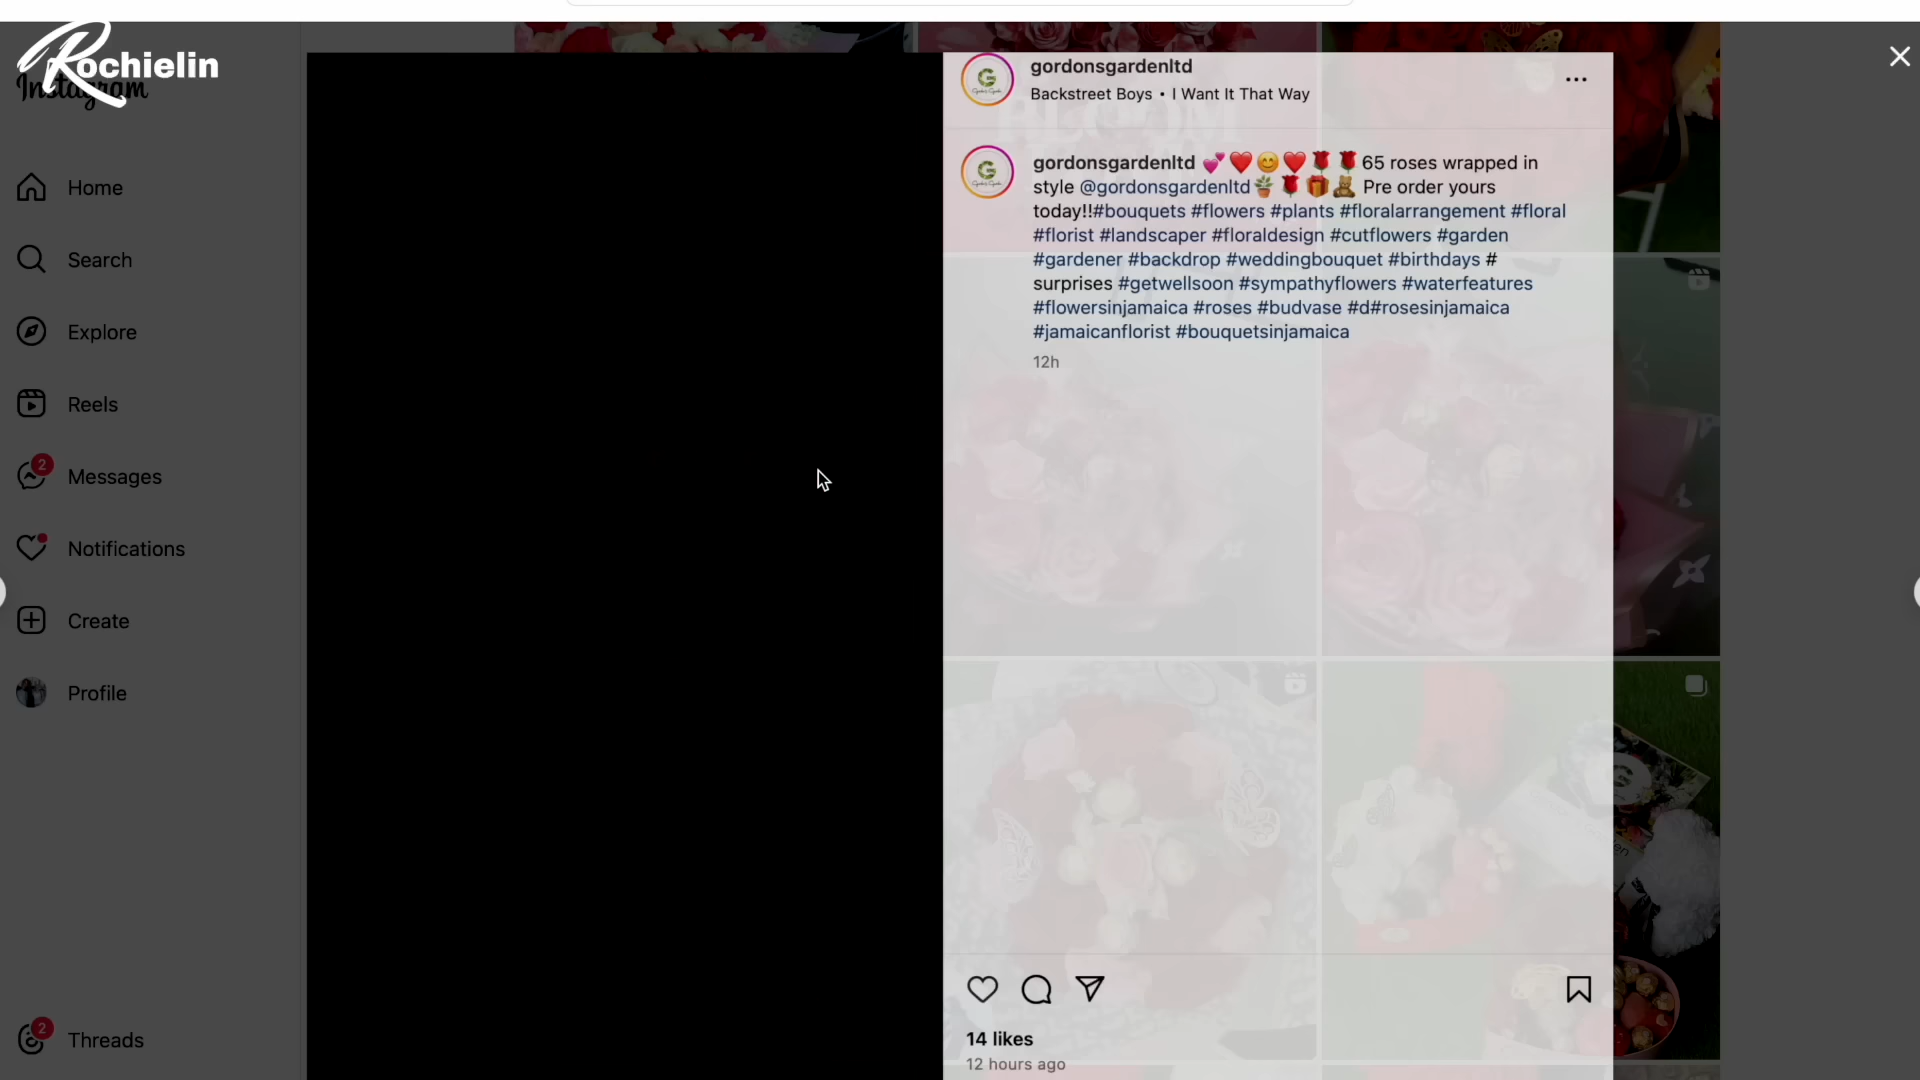 Rochielin
Instagram
Home
Search
Explore
Reels
2
Messages
Notifications
Create
Profile
2
Threads
gordonsgardenltd
Backstreet Boys • I Want It That Way
gordonsgardenltd 💕❤️😊❤️🌹🌹65 roses wrapped in
style @gordonsgardenltd🪴🌹🎁🧸 Pre order yours
today!!#bouquets #flowers #plants #floralarrangement #floral
#florist #landscaper #floraldesign #cutflowers #garden
#gardener #backdrop #weddingbouquet #birthdays #
surprises #getwellsoon #sympathyflowers #waterfeatures
#flowersinjamaica #roses #budvase #d#rosesinjamaica
#jamaicanflorist #bouquetsinjamaica
12h
BLOOM
14 likes
12 hours ago